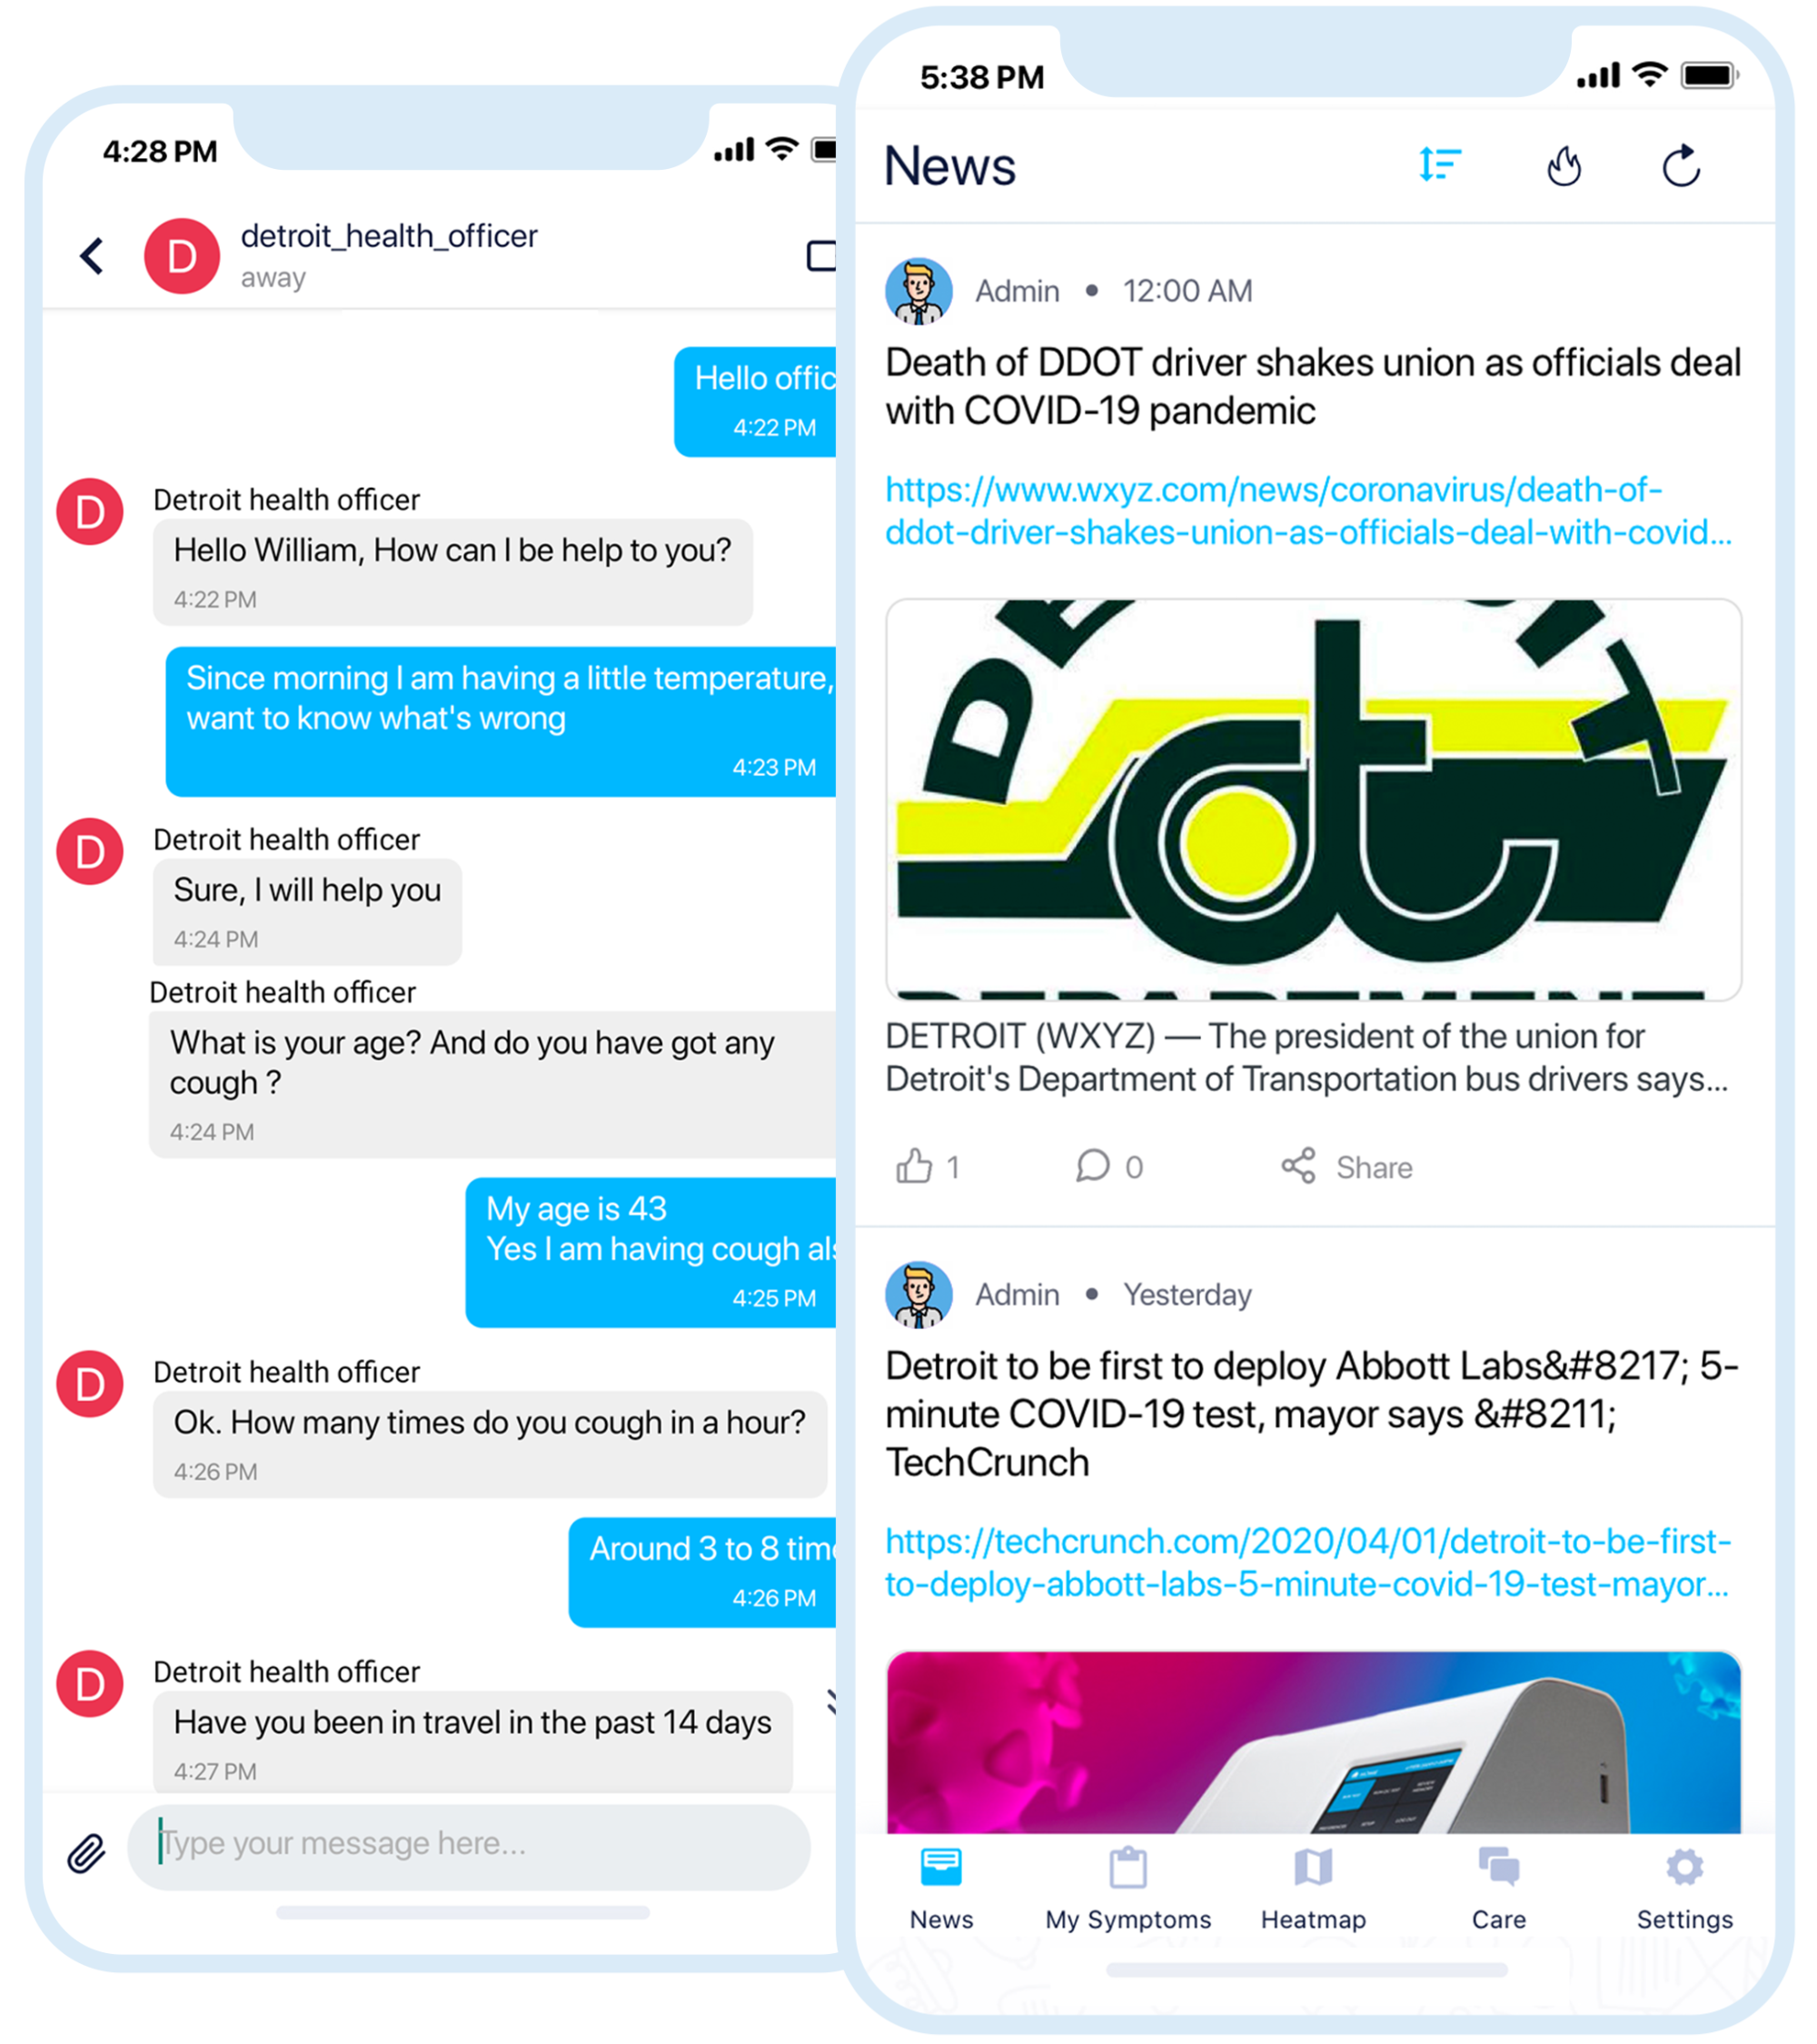 4:28 PM
D
detroit_health_officer
away
Hello
4:22 PM
D
Detroit health officer
Hello William, How can I be help to you?
4:22 PM
Since morning I am having a little temperature,
want to know what's wrong
4:23 PM
D
Detroit health officer
Sure, I will help you
4:24 PM
Detroit health officer
What is your age? And do you have got any
cough ?
4:24 PM
My age is 43
Yes I am having cough
4:25 PM
D
Detroit health officer
Ok. How many times do you cough in a hour?
4:26 PM
Around 3 to 8
4:26 PM
D
Detroit health officer
Have you been in travel in the past 14 days
4:27 PM
Type your message here...
5:38 PM
News
Admin • 12:00 AM
Death of DDOT driver shakes union as officials deal
with COVID-19 pandemic
https://www.wxyz.com/news/coronavirus/death-of-
ddot-driver-shakes-union-as-officials-deal-with-covid...
dt
DETROIT (WXYZ) — The president of the union for
Detroit's Department of Transportation bus drivers says...
1
0
Share
Admin • Yesterday
Detroit to be first to deploy Abbott Labs&#8217; 5-
minute COVID-19 test, mayor says &#8211;
TechCrunch
https://techcrunch.com/2020/04/01/detroit-to-be-first-
to-deploy-abbott-labs-5-minute-covid-19-test-mayor...
News
My Symptoms
Heatmap
Care
Settings